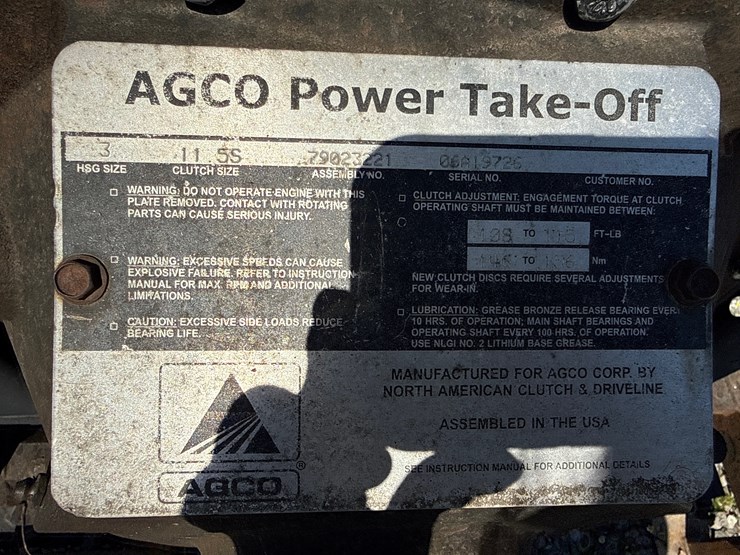 AGCO Power Take-Off
3 11.5S 79023221
HSG SIZE CLUTCH SIZE ASSEMBLY NO. SERIAL NO. CUSTOMER NO.
WARNING: DO NOT OPERATE ENGINE WITH THIS
PLATE REMOVED. CONTACT WITH ROTATING
PARTS CAN CAUSE SERIOUS INJURY.
WARNING: EXCESSIVE SPEEDS CAN CAUSE
EXPLOSIVE FAILURE. REFER TO INSTRUCTION
MANUAL FOR MAX. RPM AND ADDITIONAL
LIMITATIONS.
CAUTION: EXCESSIVE SIDE LOADS REDUCE
BEARING LIFE.
CLUTCH ADJUSTMENT: ENGAGEMENT TORQUE AT CLUTCH
OPERATING SHAFT MUST BE MAINTAINED BETWEEN:
TO FT-LB
TO Nm
NEW CLUTCH DISCS REQUIRE SEVERAL ADJUSTMENTS
FOR WEAR-IN.
LUBRICATION: GREASE BRONZE RELEASE BEARING EVERY
10 HRS. OF OPERATION; MAIN SHAFT BEARINGS AND
OPERATING SHAFT EVERY 100 HRS. OF OPERATION.
USE NLGI NO. 2 LITHIUM BASE GREASE.
AGCO ®
MANUFACTURED FOR AGCO CORP. BY
NORTH AMERICAN CLUTCH & DRIVELINE
ASSEMBLED IN THE USA
SEE INSTRUCTION MANUAL FOR ADDITIONAL DETAILS